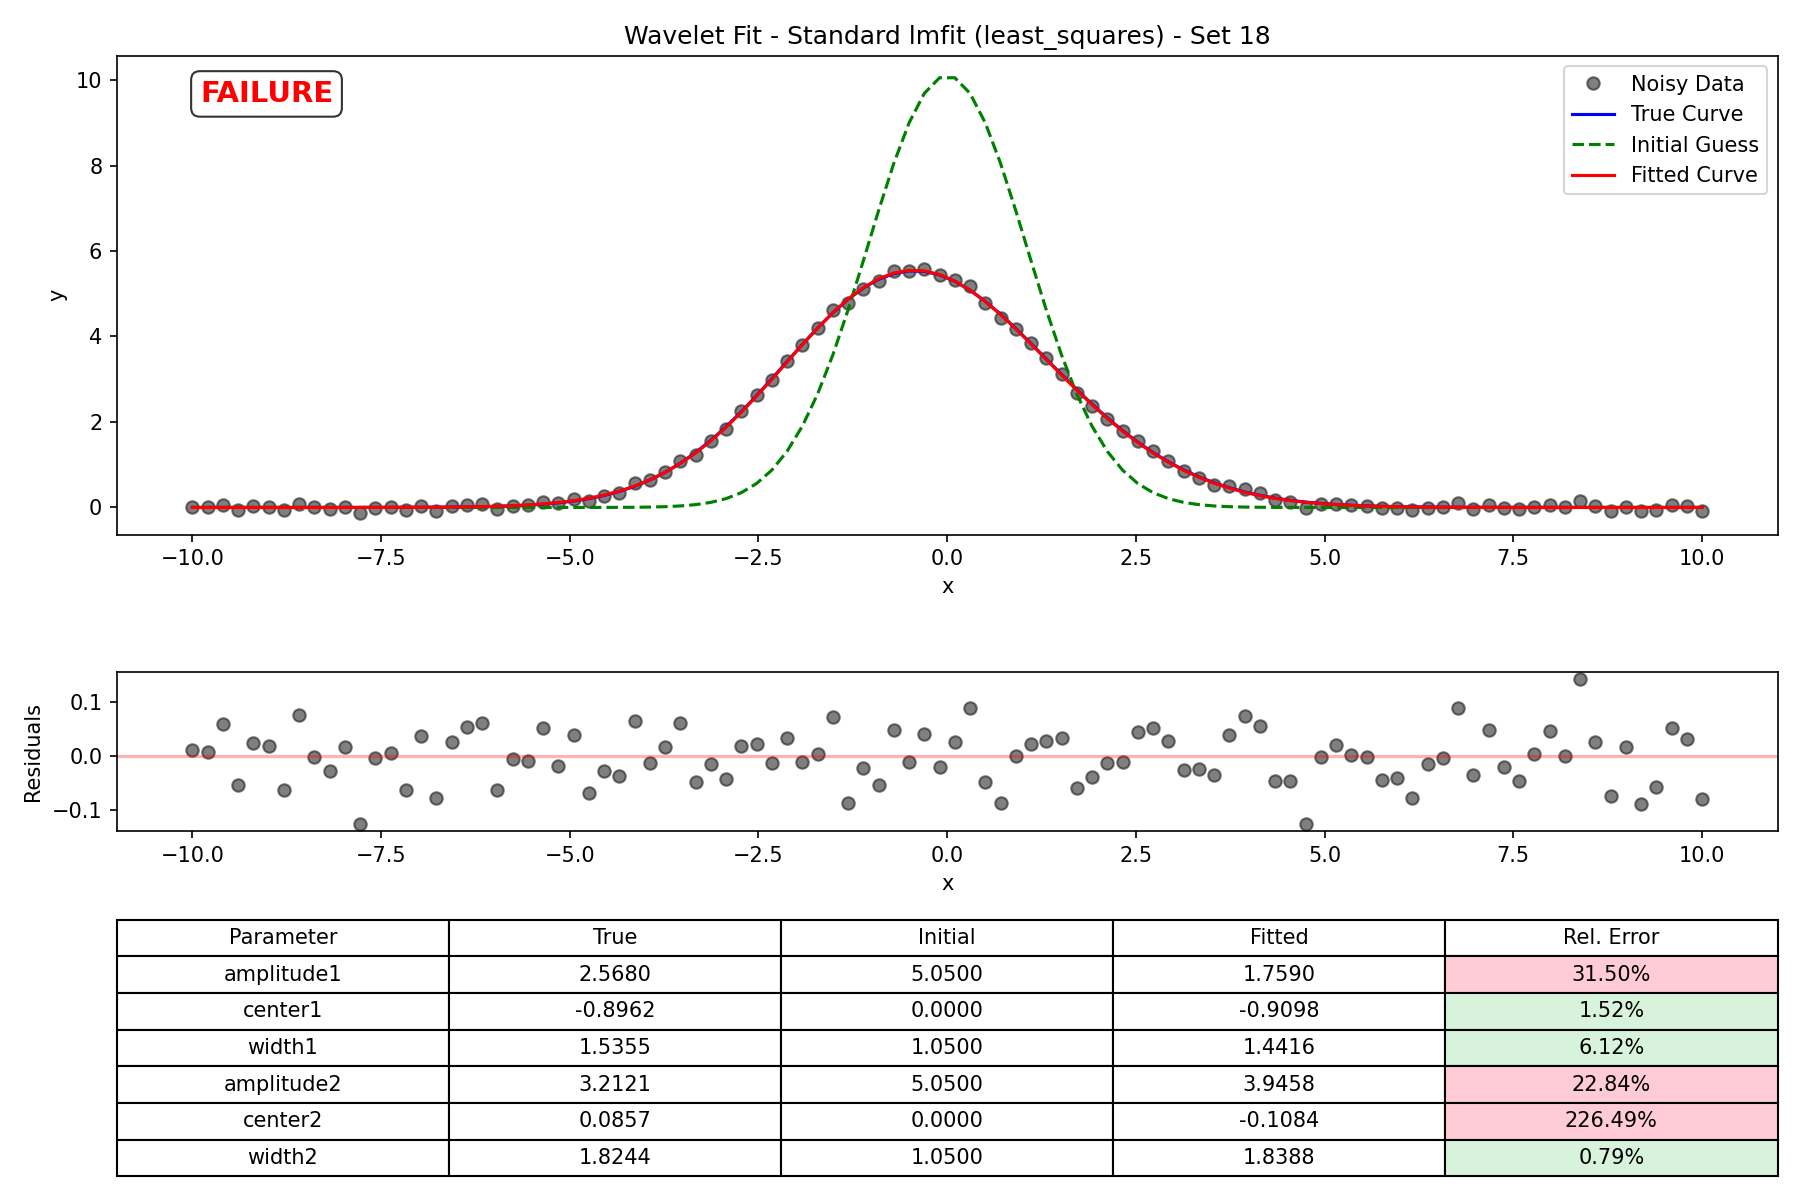 Wavelet Fit - Standard lmfit (least_squares) - Set 18
FAILURE
Noisy Data
True Curve
Initial Guess
Fitted Curve
y
10
8
6
4
2
0
−10.0 −7.5 −5.0 −2.5 0.0 2.5 5.0 7.5 10.0
x
Residuals
0.1
0.0
−0.1
−10.0 −7.5 −5.0 −2.5 0.0 2.5 5.0 7.5 10.0
x
Parameter True Initial Fitted Rel. Error
amplitude1 2.5680 5.0500 1.7590 31.50%
center1 -0.8962 0.0000 -0.9098 1.52%
width1 1.5355 1.0500 1.4416 6.12%
amplitude2 3.2121 5.0500 3.9458 22.84%
center2 0.0857 0.0000 -0.1084 226.49%
width2 1.8244 1.0500 1.8388 0.79%